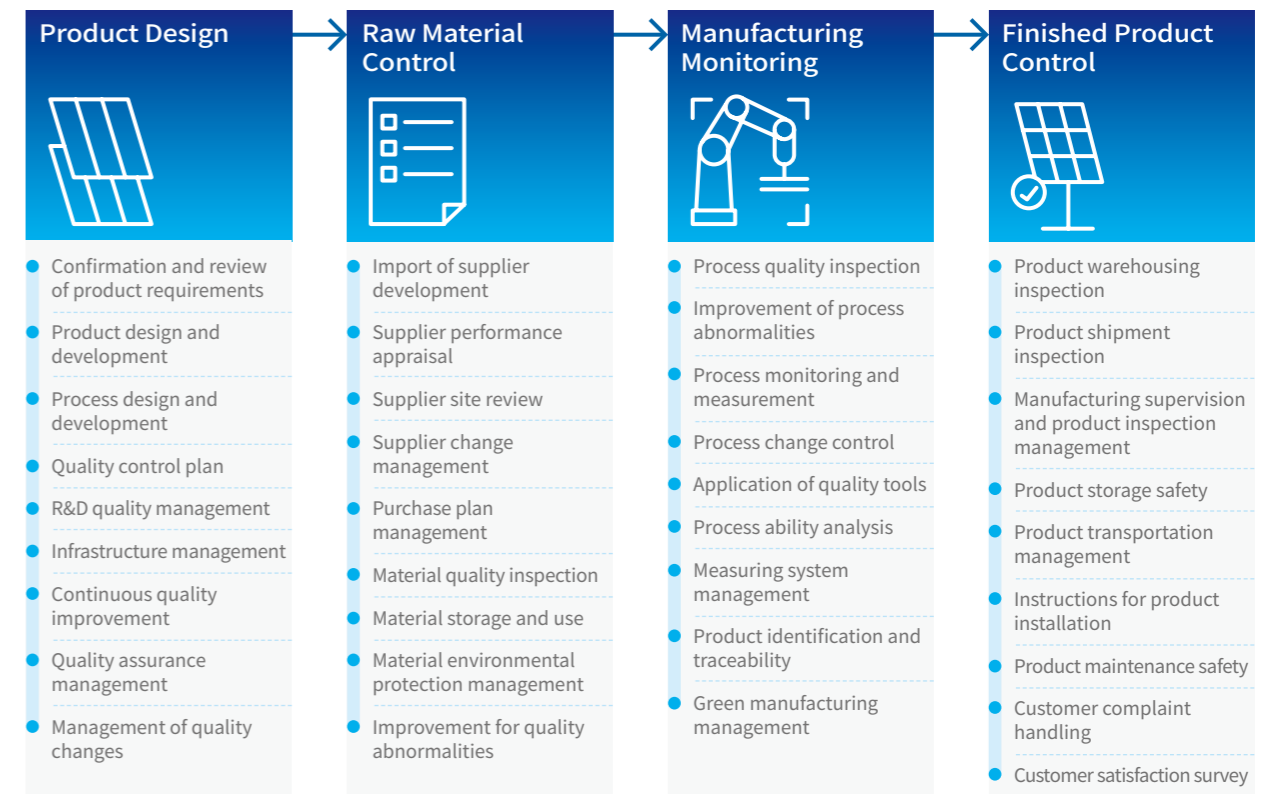 Product Design
Confirmation and review
of product requirements
Product design and
development
Process design and
development
Quality control plan
R&D quality management
Infrastructure management
Continuous quality
improvement
Quality assurance
management
Management of quality
changes
Raw Material
Control
Import of supplier
development
Supplier performance
appraisal
Supplier site review
Supplier change
management
Purchase plan
management
Material quality inspection
Material storage and use
Material environmental
protection management
Improvement for quality
abnormalities
Manufacturing
Monitoring
Process quality inspection
Improvement of process
abnormalities
Process monitoring and
measurement
Process change control
Application of quality tools
Process ability analysis
Measuring system
management
Product identification and
traceability
Green manufacturing
management
Finished Product
Control
Product warehousing
inspection
Product shipment
inspection
Manufacturing supervision
and product inspection
management
Product storage safety
Product transportation
management
Instructions for product
installation
Product maintenance safety
Customer complaint
handling
Customer satisfaction survey